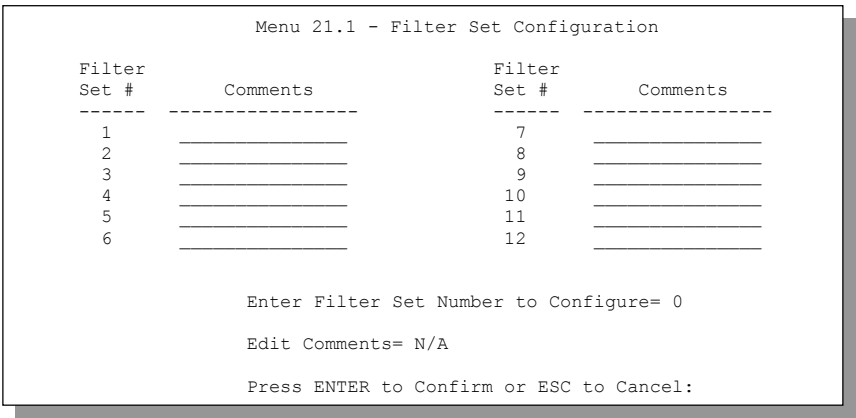 Menu 21.1 - Filter Set Configuration
Filter Filter
Set # Comments Set # Comments
------ ----------------- ------ -----------------
1 _______________ 7 _______________
2 _______________ 8 _______________
3 _______________ 9 _______________
4 _______________ 10 _______________
5 _______________ 11 _______________
6 _______________ 12 _______________
Enter Filter Set Number to Configure= 0
Edit Comments= N/A
Press ENTER to Confirm or ESC to Cancel: